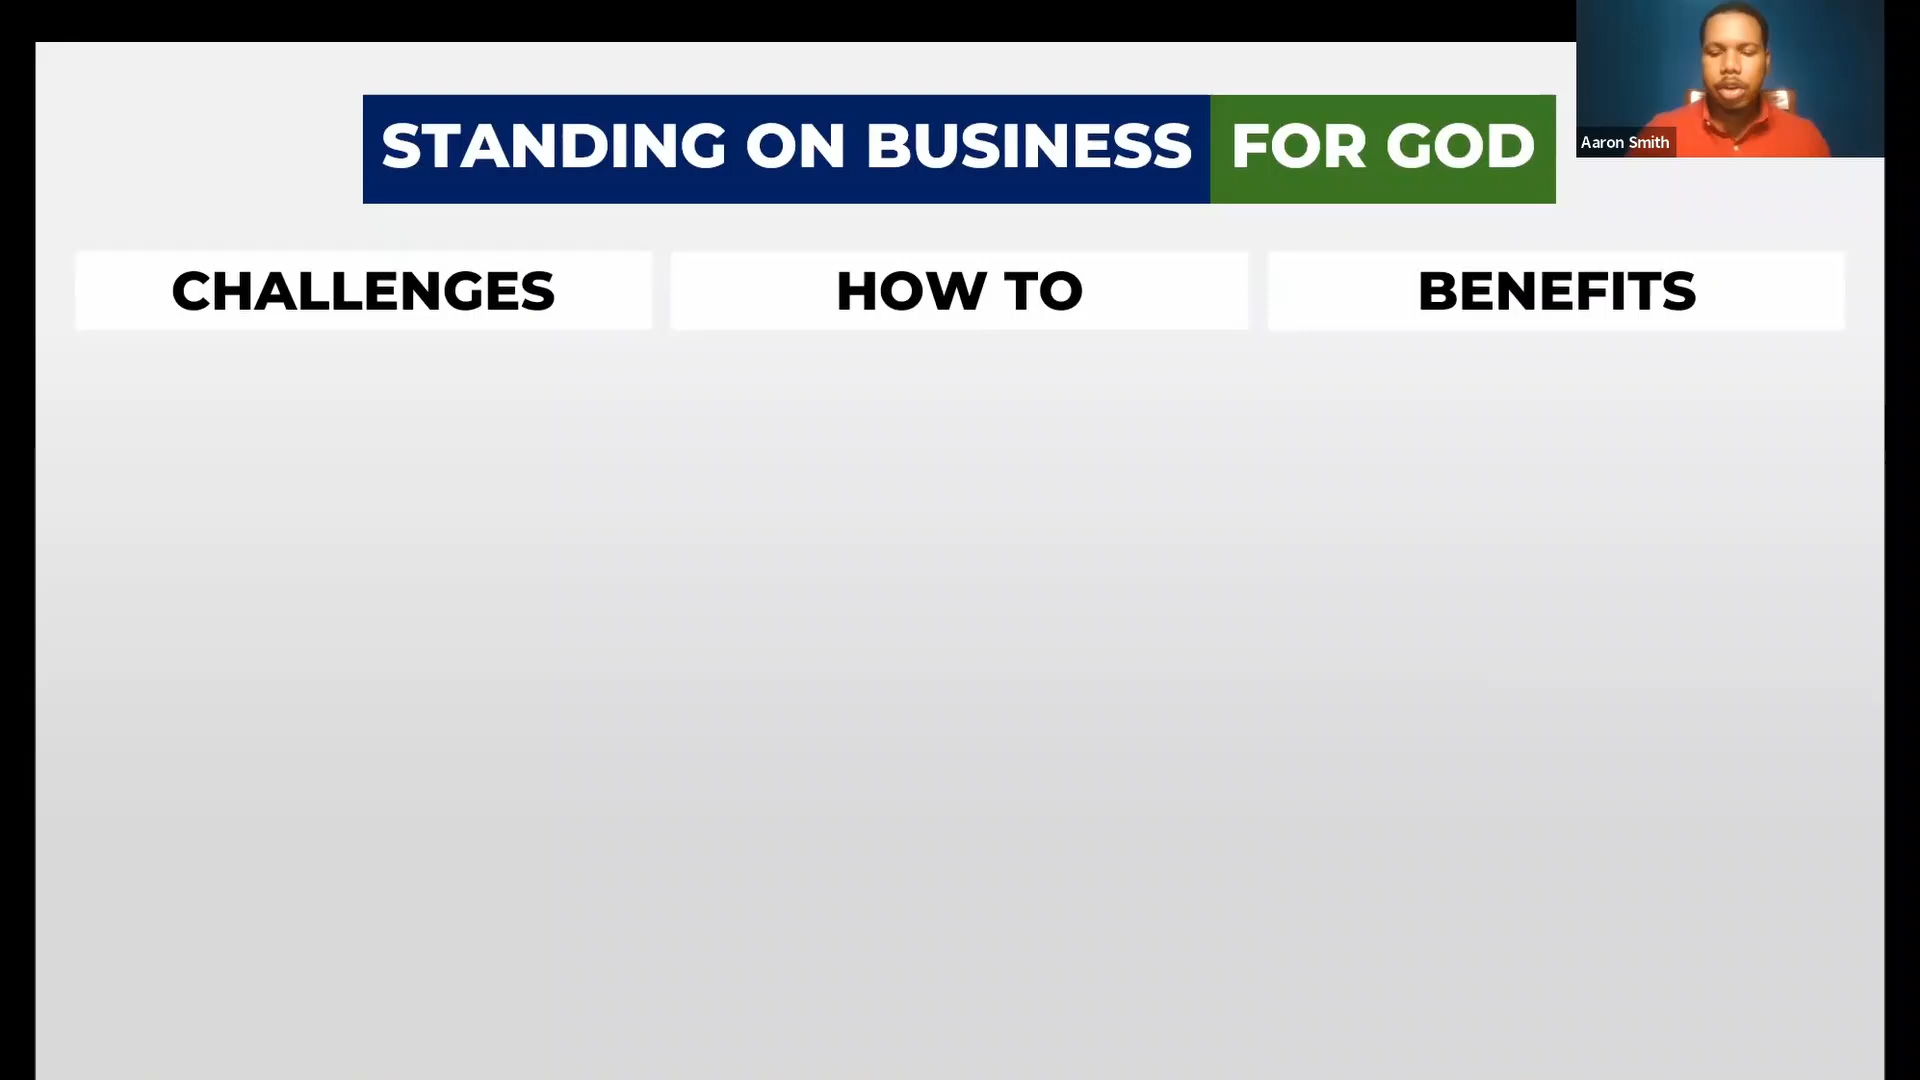 STANDING ON BUSINESS FOR GOD
Aaron Smith
CHALLENGES
HOW TO
BENEFITS